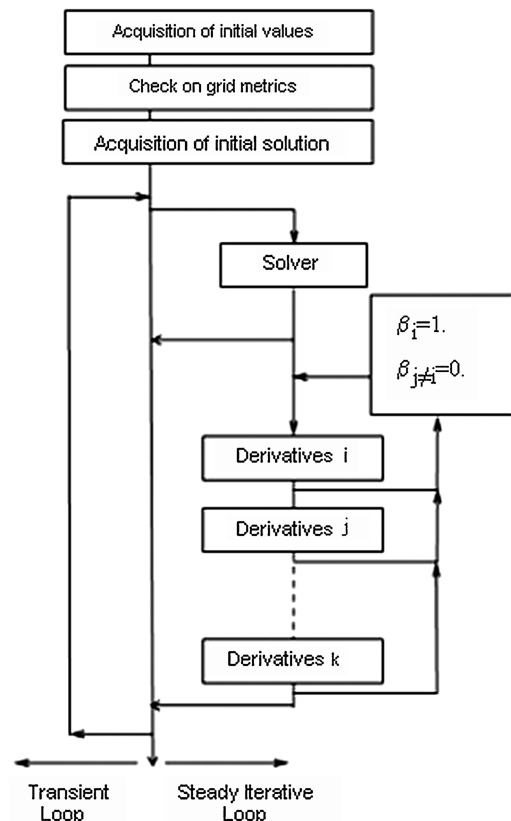 Acquisition of initial values
Check on grid metrics
Acquisition of initial solution
Solver
βi=1.
βj≠i=0.
Derivatives i
Derivatives j
Derivatives k
Transient
Loop
Steady Iterative
Loop